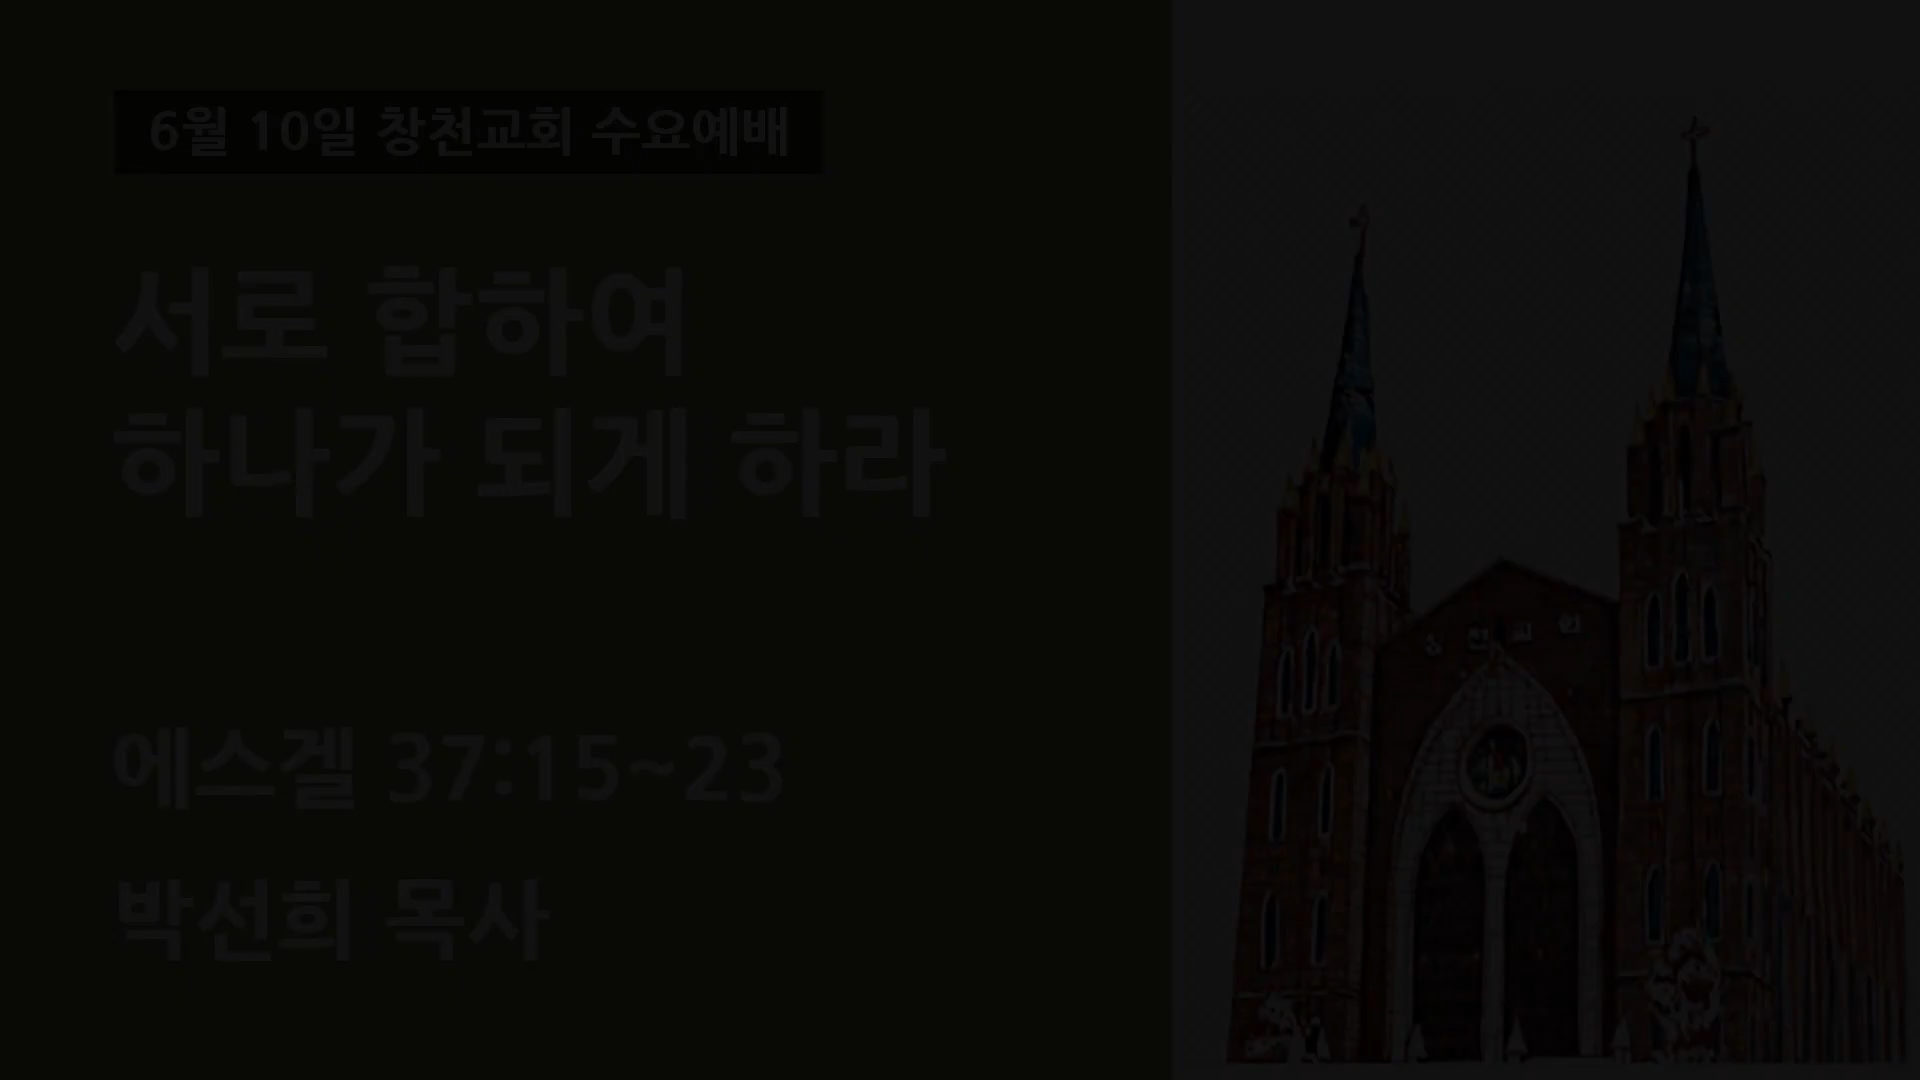 6월 10일 창천교회 수요예배
서로 합하여
하나가 되게 하라
에스겔 37:15~23
박선희 목사